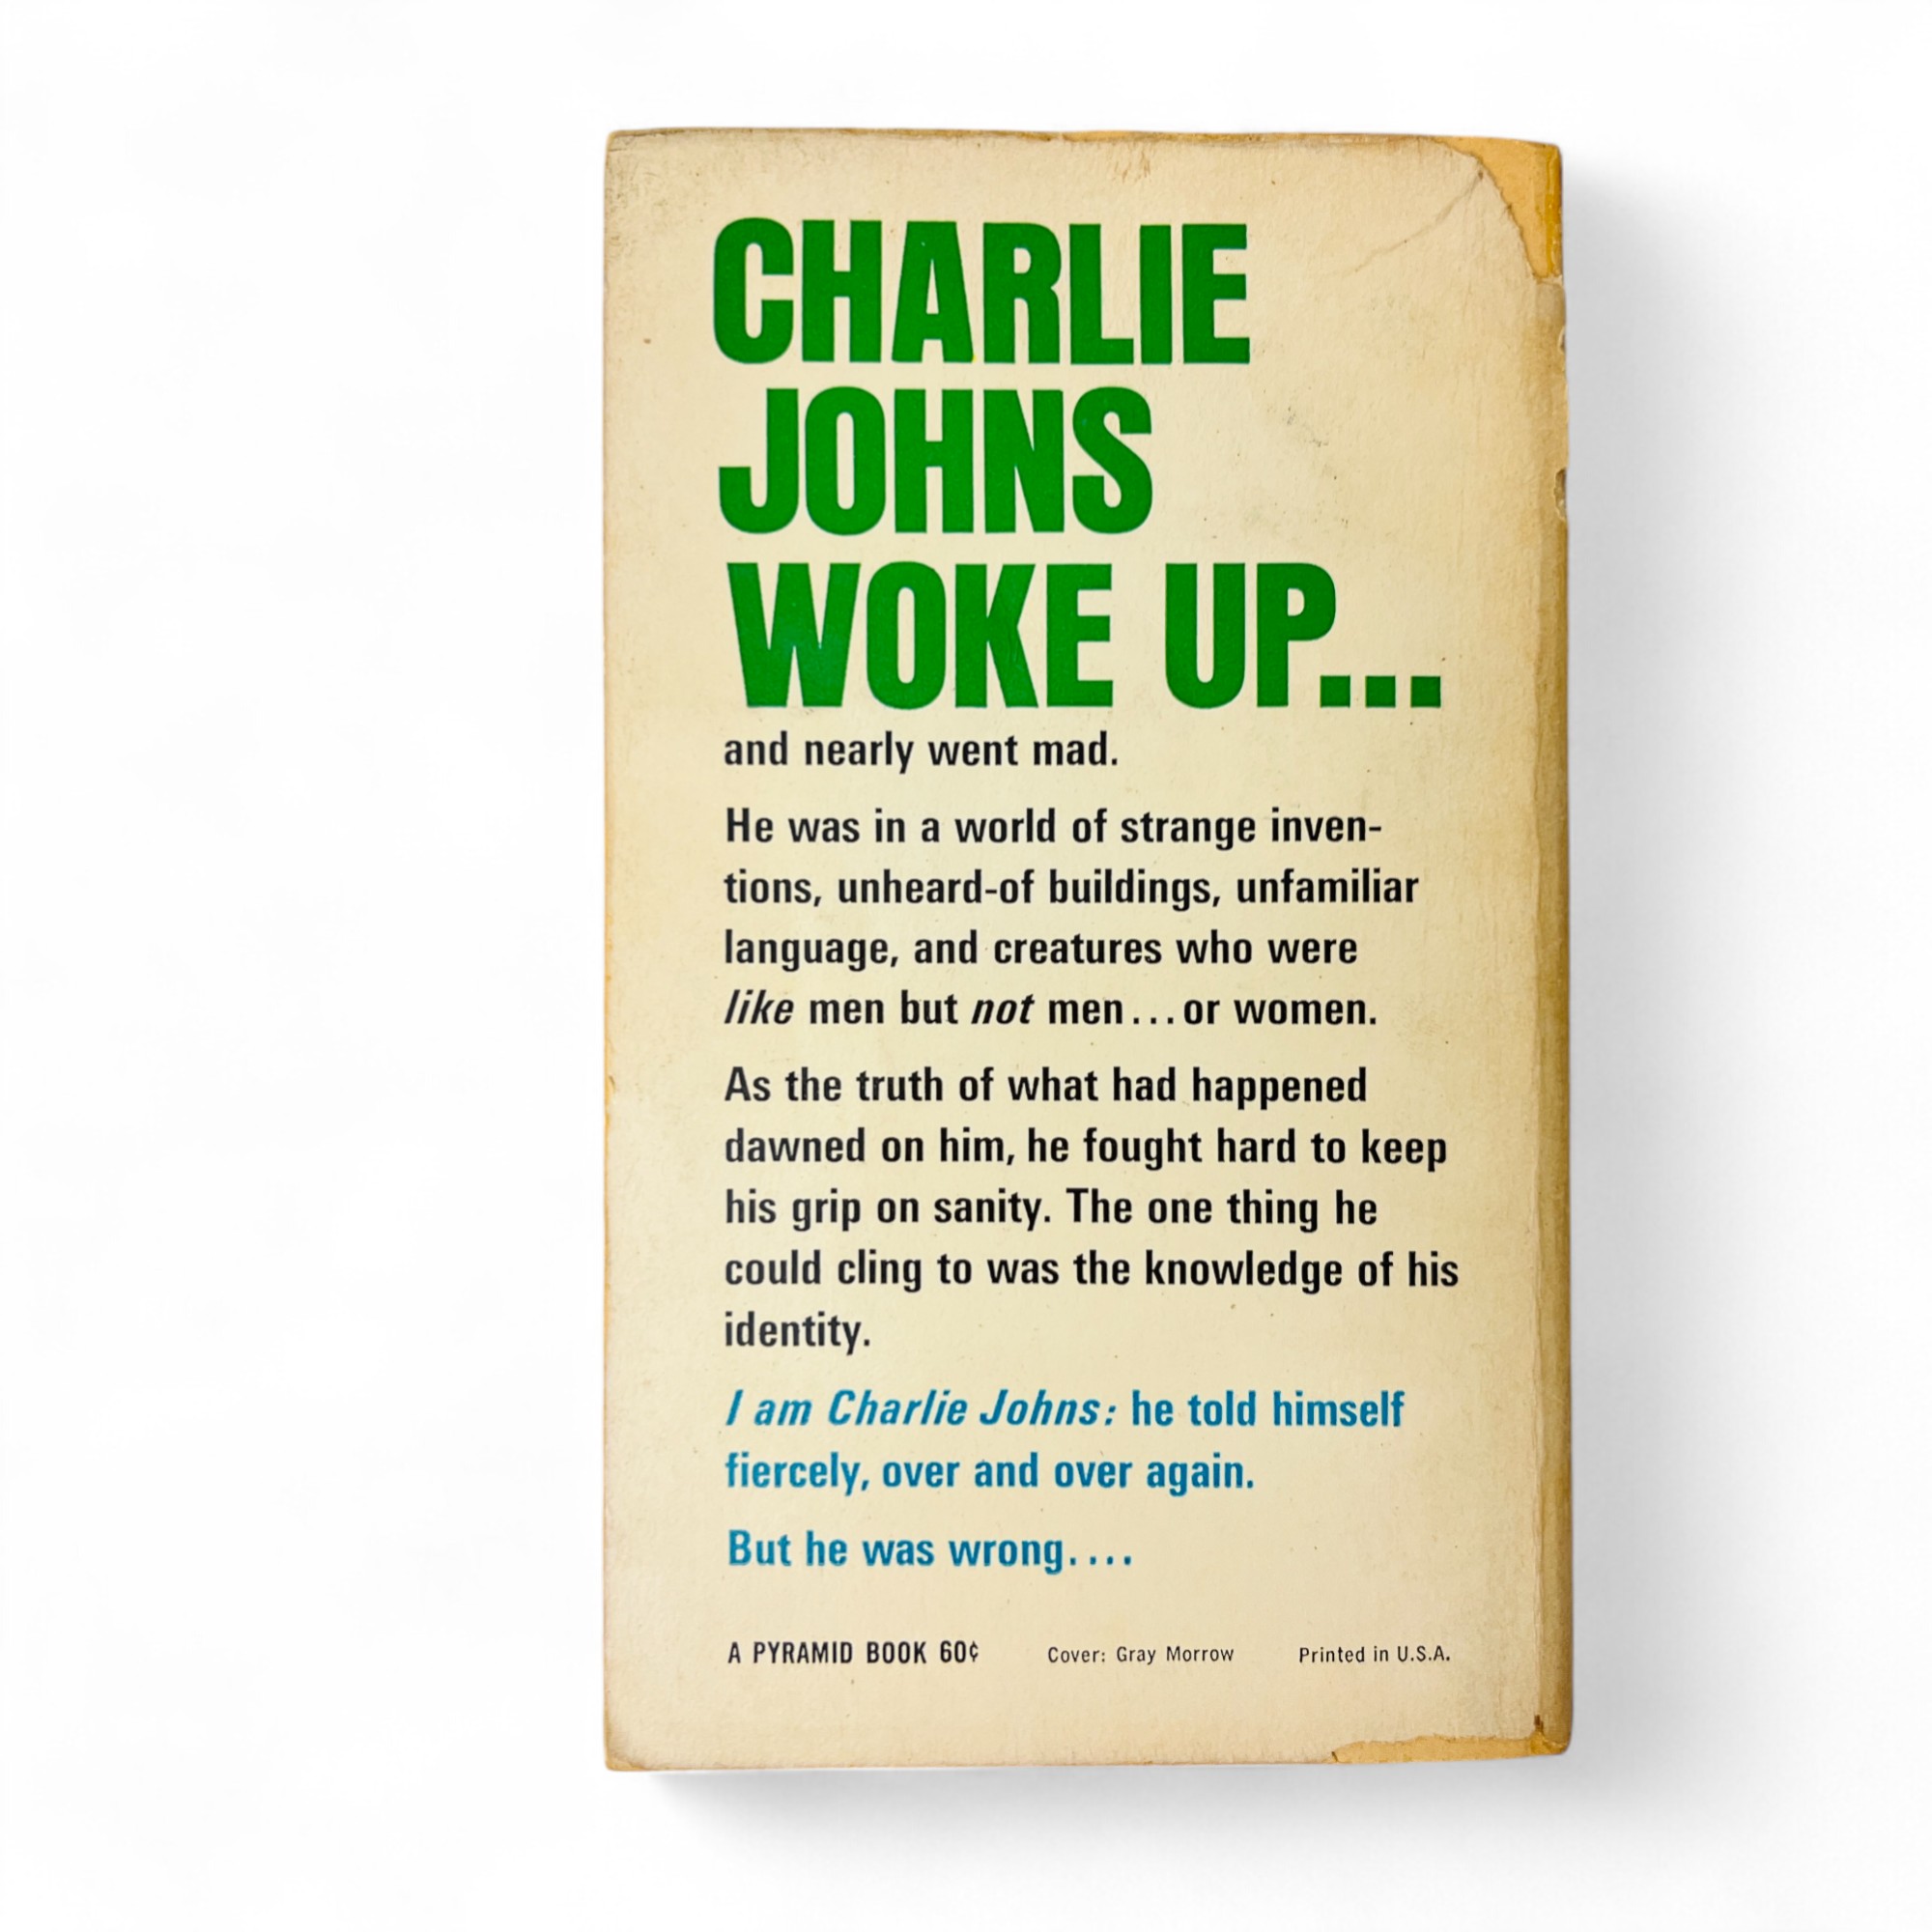 CHARLIE
JOHNS
WOKE UP...
and nearly went mad.
He was in a world of strange inven-
tions, unheard-of buildings, unfamiliar
language, and creatures who were
like men but not men...or women.
As the truth of what had happened
dawned on him, he fought hard to keep
his grip on sanity. The one thing he
could cling to was the knowledge of his
identity.
I am Charlie Johns: he told himself
fiercely, over and over again.
But he was wrong....
A PYRAMID BOOK 60¢ Cover: Gray Morrow Printed in U.S.A.